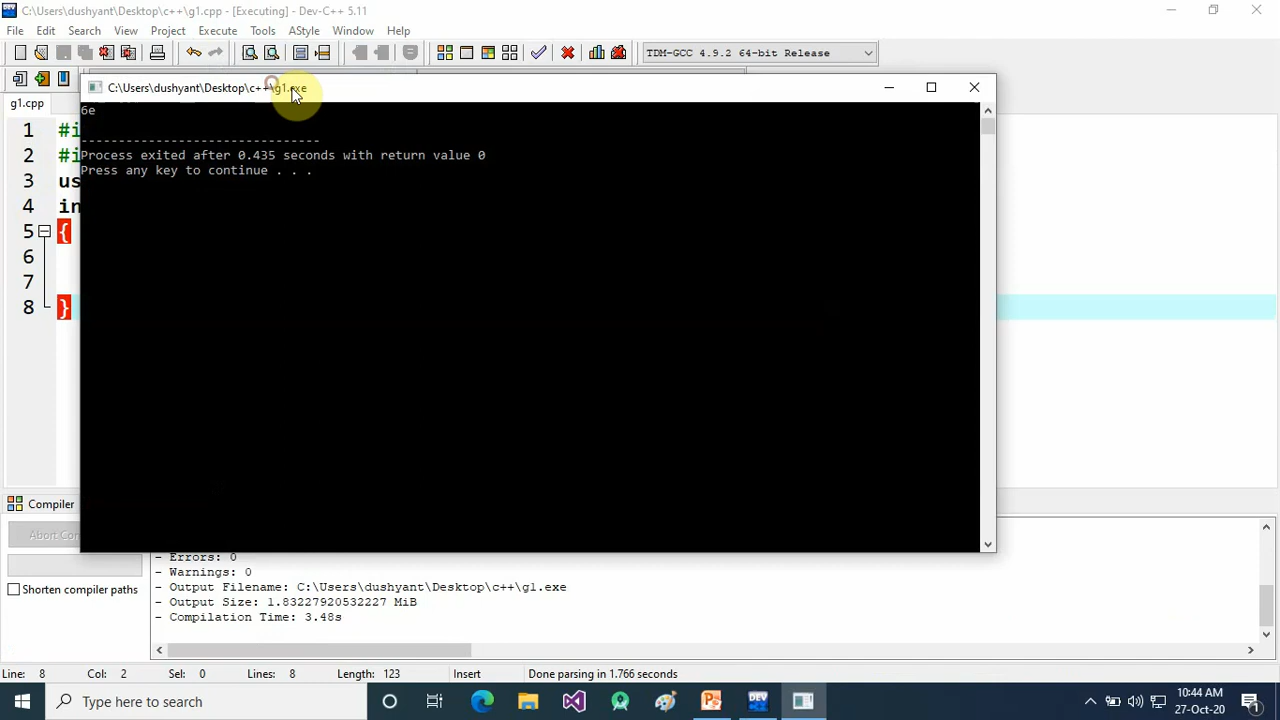 C:\Users\dushyant\Desktop\c++\g1.cpp - [Executing] - Dev-C++ 5.11
File Edit Search View Project Execute Tools AStyle Window Help
TDM-GCC 4.9.2 64-bit Release
C:\Users\dushyant\Desktop\c++\g1.exe
g1.cpp
6e
1 #i
--------------------------------
2 #i
Process exited after 0.435 seconds with return value 0
Press any key to continue . . .
3 us
4 in
5 {
6
7
8 }
Compiler
Abort Co
- Errors: 0
- Warnings: 0
- Output Filename: C:\Users\dushyant\Desktop\c++\g1.exe
Shorten compiler paths
- Output Size: 1.83227920532227 MiB
- Compilation Time: 3.48s
Line: 8 Col: 2 Sel: 0 Lines: 8 Length: 123 Insert Done parsing in 1.766 seconds
Type here to search
DEV
10:44 AM
27-Oct-20